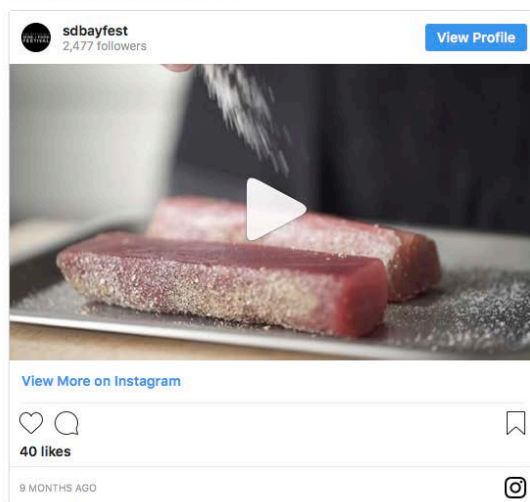 sdbayfest
2,477 followers
View Profile
View More on Instagram
40 likes
9 MONTHS AGO